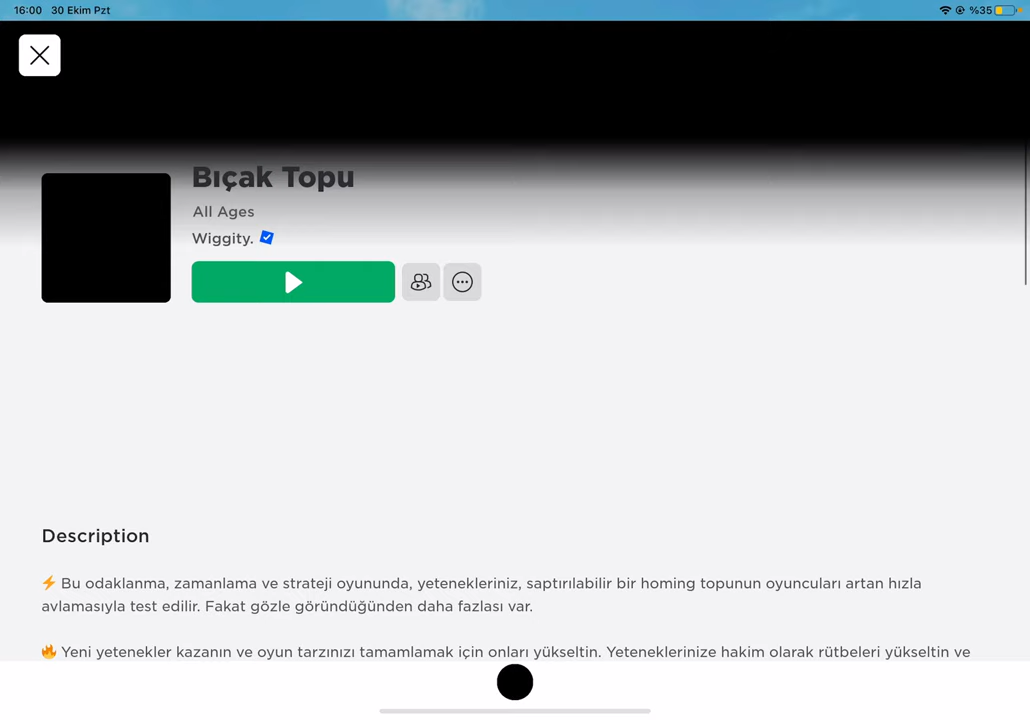 16:00 30 Ekim Pzt
%35
Bıçak Topu
All Ages
Wiggity.
Description
⚡ Bu odaklanma, zamanlama ve strateji oyununda, yetenekleriniz, saptırılabilir bir homing topunun oyuncuları artan hızla
avlamasıyla test edilir. Fakat gözle göründüğünden daha fazlası var.
🔥 Yeni yetenekler kazanın ve oyun tarzınızı tamamlamak için onları yükseltin. Yeteneklerinize hakim olarak rütbeleri yükseltin ve